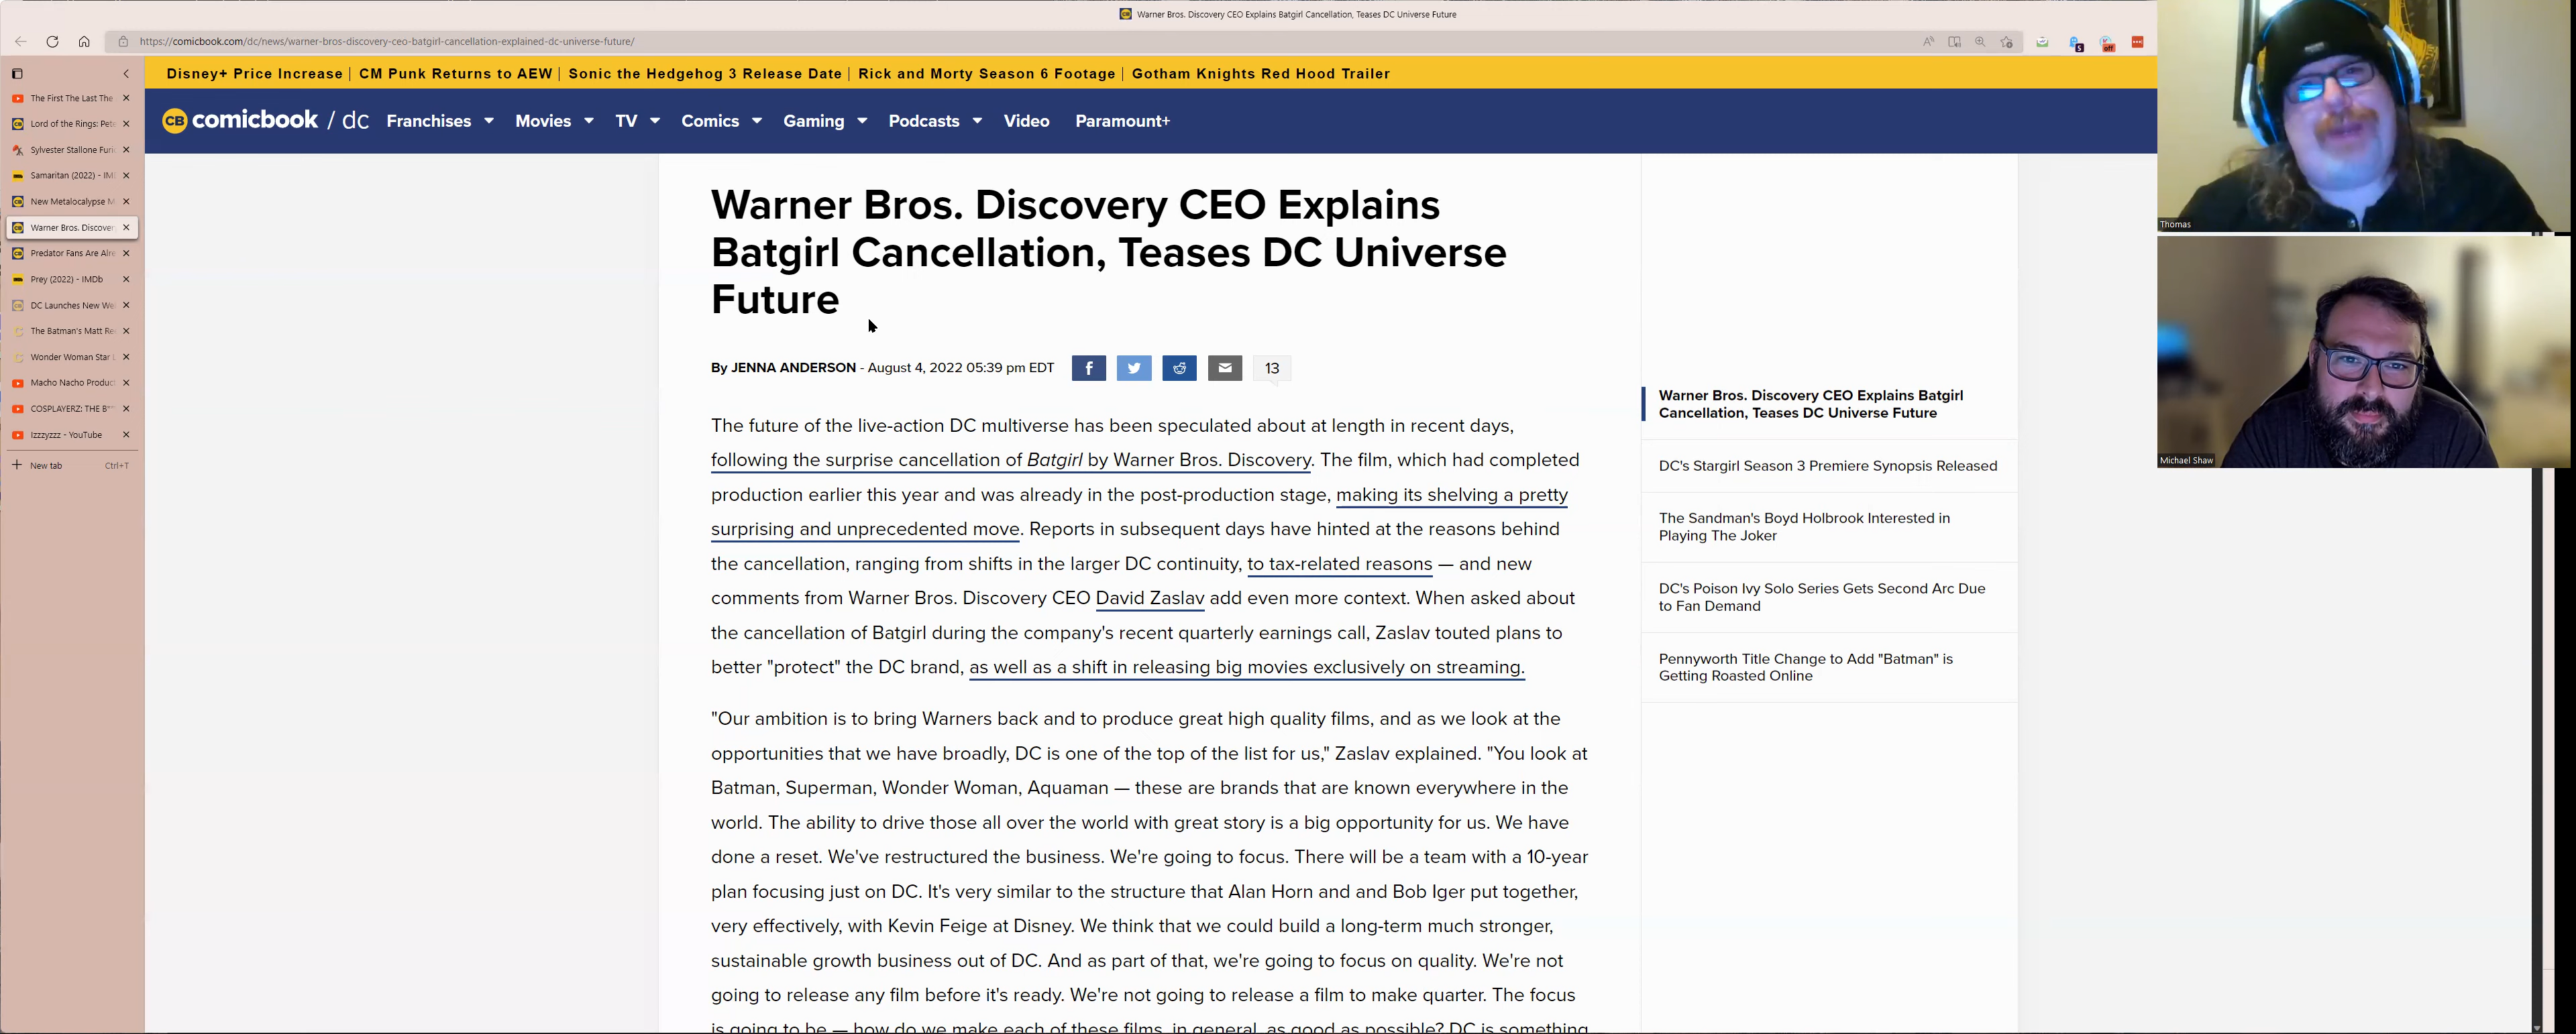 Warner Bros. Discovery CEO Explains Batgirl Cancellation, Teases DC Universe Future
https://comicbook.com/dc/news/warner-bros-discovery-ceo-batgirl-cancellation-explained-dc-universe-future/
Disney+ Price Increase | CM Punk Returns to AEW | Sonic the Hedgehog 3 Release Date | Rick and Morty Season 6 Footage | Gotham Knights Red Hood Trailer
CB comicbook / dc Franchises Movies TV Comics Gaming Podcasts Video Paramount+
The First The Last The
Lord of the Rings: Pete
Sylvester Stallone Furi
Samaritan (2022) - IM
New Metalocalypse M
Warner Bros. Discover
Predator Fans Are Alre
Prey (2022) - IMDb
DC Launches New We
The Batman's Matt Re
Wonder Woman Star L
Macho Nacho Produc
COSPLAYERZ: THE B**
Izzzyzzz - YouTube
New tab Ctrl+T
Warner Bros. Discovery CEO Explains
Batgirl Cancellation, Teases DC Universe
Future
By JENNA ANDERSON - August 4, 2022 05:39 pm EDT
13
The future of the live-action DC multiverse has been speculated about at length in recent days,
following the surprise cancellation of Batgirl by Warner Bros. Discovery. The film, which had completed
production earlier this year and was already in the post-production stage, making its shelving a pretty
surprising and unprecedented move. Reports in subsequent days have hinted at the reasons behind
the cancellation, ranging from shifts in the larger DC continuity, to tax-related reasons — and new
comments from Warner Bros. Discovery CEO David Zaslav add even more context. When asked about
the cancellation of Batgirl during the company's recent quarterly earnings call, Zaslav touted plans to
better "protect" the DC brand, as well as a shift in releasing big movies exclusively on streaming.
"Our ambition is to bring Warners back and to produce great high quality films, and as we look at the
opportunities that we have broadly, DC is one of the top of the list for us," Zaslav explained. "You look at
Batman, Superman, Wonder Woman, Aquaman — these are brands that are known everywhere in the
world. The ability to drive those all over the world with great story is a big opportunity for us. We have
done a reset. We've restructured the business. We're going to focus. There will be a team with a 10-year
plan focusing just on DC. It's very similar to the structure that Alan Horn and and Bob Iger put together,
very effectively, with Kevin Feige at Disney. We think that we could build a long-term much stronger,
sustainable growth business out of DC. And as part of that, we're going to focus on quality. We're not
going to release any film before it's ready. We're not going to release a film to make quarter. The focus
is going to be — how do we make each of these films, in general, as good as possible? DC is something
Warner Bros. Discovery CEO Explains Batgirl
Cancellation, Teases DC Universe Future
DC's Stargirl Season 3 Premiere Synopsis Released
The Sandman's Boyd Holbrook Interested in
Playing The Joker
DC's Poison Ivy Solo Series Gets Second Arc Due
to Fan Demand
Pennyworth Title Change to Add "Batman" is
Getting Roasted Online
Thomas
Michael Shaw